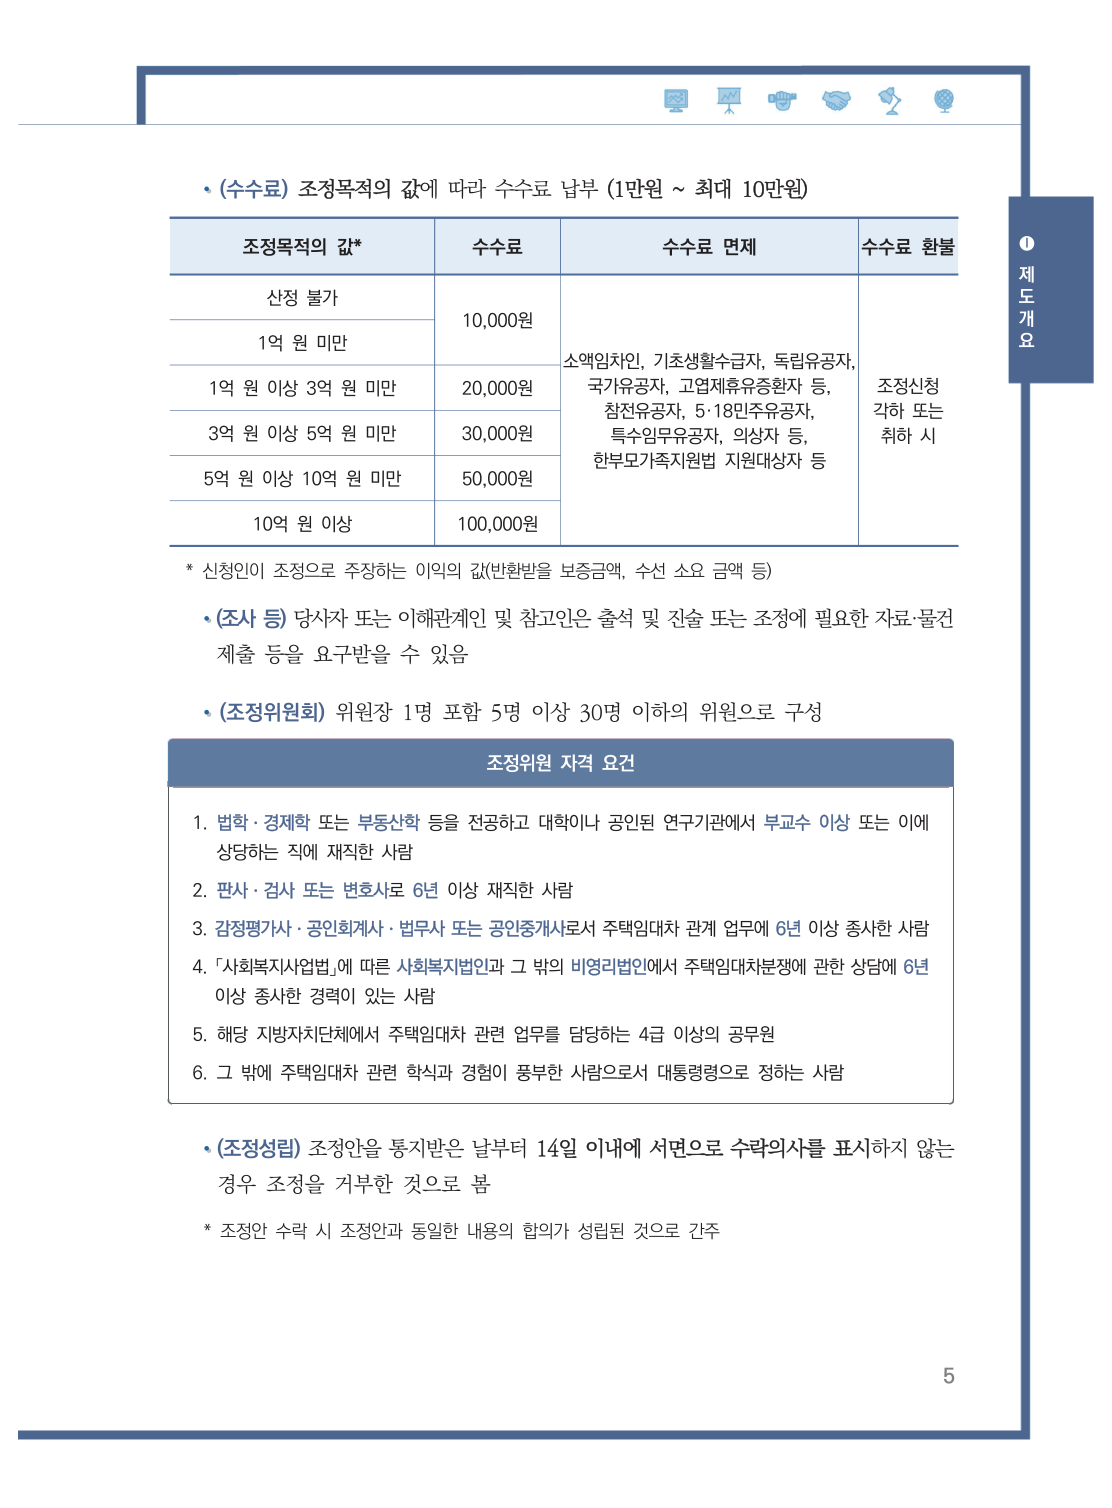 • (수수료) 조정목적의 값에 따라 수수료 납부 (1만원 ~ 최대 10만원)
조정목적의 값*
수수료
수수료 면제
수수료 환불
산정 불가
1억 원 미만
10,000원
1억 원 이상 3억 원 미만
20,000원
3억 원 이상 5억 원 미만
30,000원
5억 원 이상 10억 원 미만
50,000원
10억 원 이상
100,000원
소액임차인, 기초생활수급자, 독립유공자,
국가유공자, 고엽제휴유증환자 등,
참전유공자, 5·18민주유공자,
특수임무유공자, 의상자 등,
한부모가족지원법 지원대상자 등
조정신청
각하 또는
취하 시
* 신청인이 조정으로 주장하는 이익의 값(반환받을 보증금액, 수선 소요 금액 등)
• (조사 등) 당사자 또는 이해관계인 및 참고인은 출석 및 진술 또는 조정에 필요한 자료·물건
제출 등을 요구받을 수 있음
• (조정위원회) 위원장 1명 포함 5명 이상 30명 이하의 위원으로 구성
조정위원 자격 요건
1. 법학 · 경제학 또는 부동산학 등을 전공하고 대학이나 공인된 연구기관에서 부교수 이상 또는 이에
상당하는 직에 재직한 사람
2. 판사 · 검사 또는 변호사로 6년 이상 재직한 사람
3. 감정평가사 · 공인회계사 · 법무사 또는 공인중개사로서 주택임대차 관계 업무에 6년 이상 종사한 사람
4. 「사회복지사업법」에 따른 사회복지법인과 그 밖의 비영리법인에서 주택임대차분쟁에 관한 상담에 6년
이상 종사한 경력이 있는 사람
5. 해당 지방자치단체에서 주택임대차 관련 업무를 담당하는 4급 이상의 공무원
6. 그 밖에 주택임대차 관련 학식과 경험이 풍부한 사람으로서 대통령령으로 정하는 사람
• (조정성립) 조정안을 통지받은 날부터 14일 이내에 서면으로 수락의사를 표시하지 않는
경우 조정을 거부한 것으로 봄
* 조정안 수락 시 조정안과 동일한 내용의 합의가 성립된 것으로 간주
Ⅰ 제도개요
5